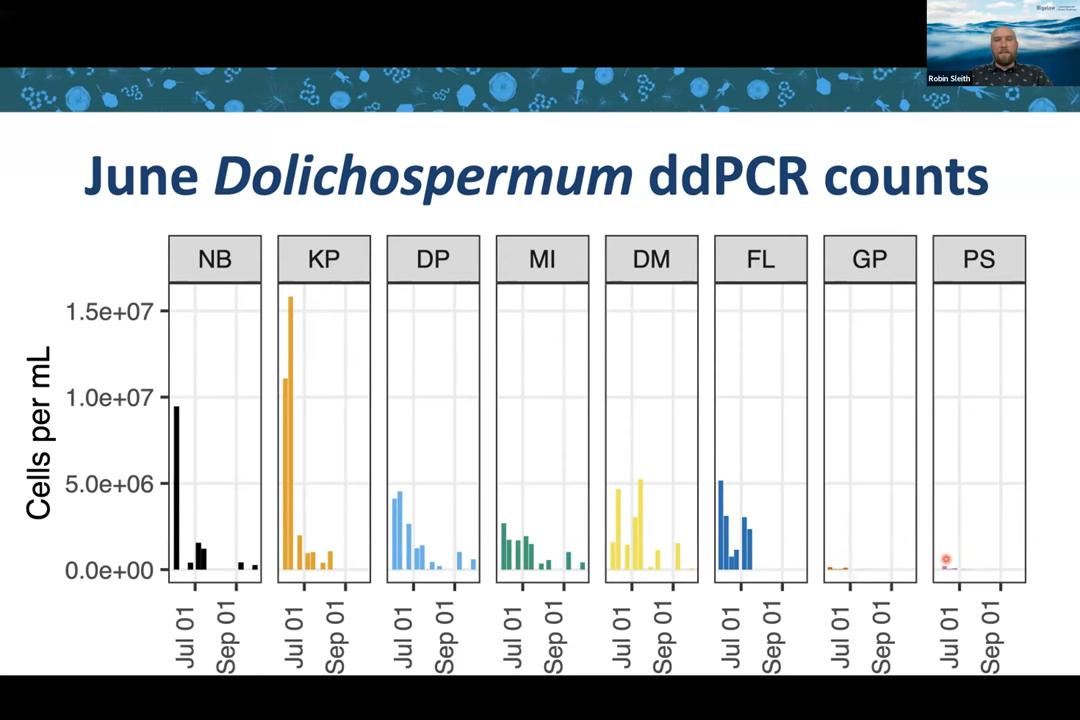 Bigelow
Robin Sleith
June Dolichospermum ddPCR counts
NB KP DP MI DM FL GP PS
Cells per mL
1.5e+07
1.0e+07
5.0e+06
0.0e+00
Jul 01 Sep 01 Jul 01 Sep 01 Jul 01 Sep 01 Jul 01 Sep 01 Jul 01 Sep 01 Jul 01 Sep 01 Jul 01 Sep 01 Jul 01 Sep 01